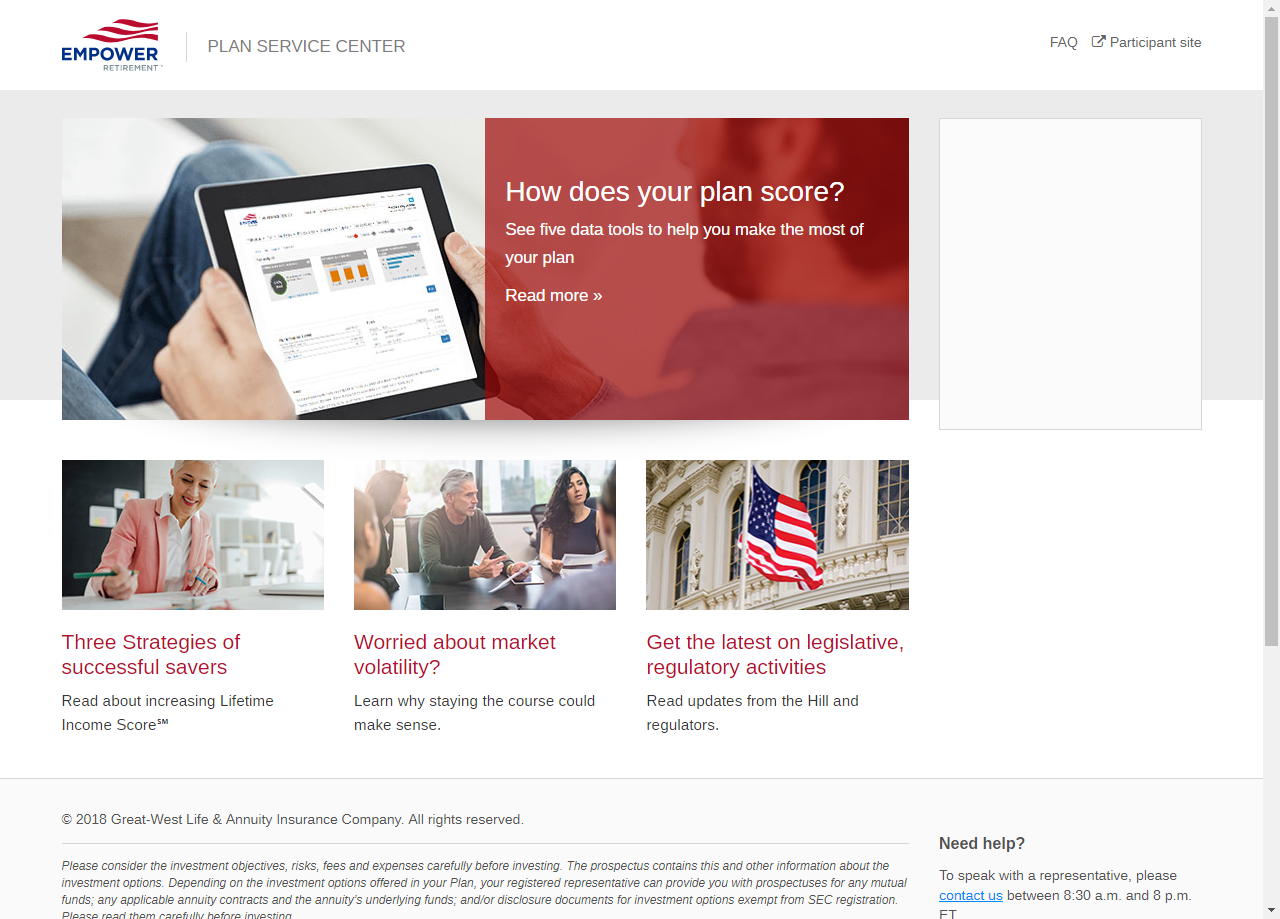 EMPOWER
RETIREMENT
PLAN SERVICE CENTER
FAQ
Participant site
How does your plan score?
See five data tools to help you make the most of
your plan
Read more »
Three Strategies of
successful savers
Read about increasing Lifetime
Income Score℠
Worried about market
volatility?
Learn why staying the course could
make sense.
Get the latest on legislative,
regulatory activities
Read updates from the Hill and
regulators.
© 2018 Great-West Life & Annuity Insurance Company. All rights reserved.
Please consider the investment objectives, risks, fees and expenses carefully before investing. The prospectus contains this and other information about the
investment options. Depending on the investment options offered in your Plan, your registered representative can provide you with prospectuses for any mutual
funds; any applicable annuity contracts and the annuity's underlying funds; and/or disclosure documents for investment options exempt from SEC registration.
Please read them carefully before investing.
Need help?
To speak with a representative, please
contact us between 8:30 a.m. and 8 p.m.
ET